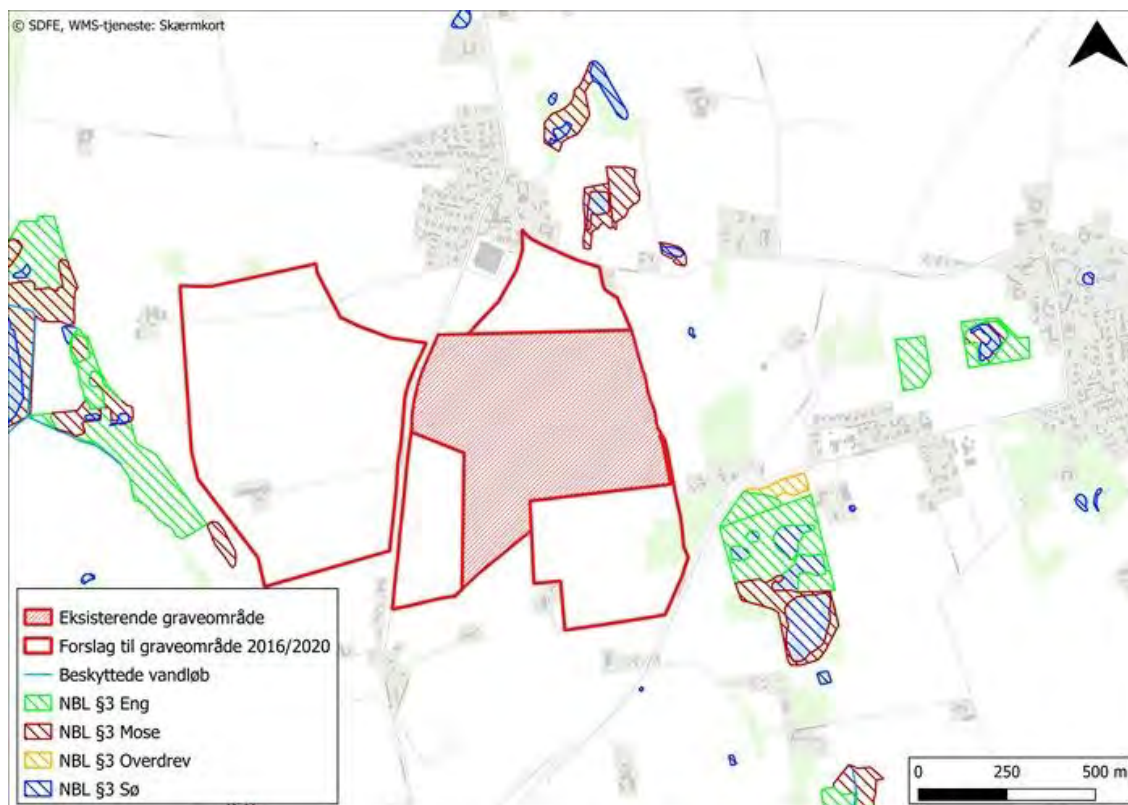 © SDFE, WMS-tjeneste: Skærmkort
Eksisterende graveområde
Forslag til graveområde 2016/2020
Beskyttede vandløb
NBL §3 Eng
NBL §3 Mose
NBL §3 Overdrev
NBL §3 Sø
0 250 500 m